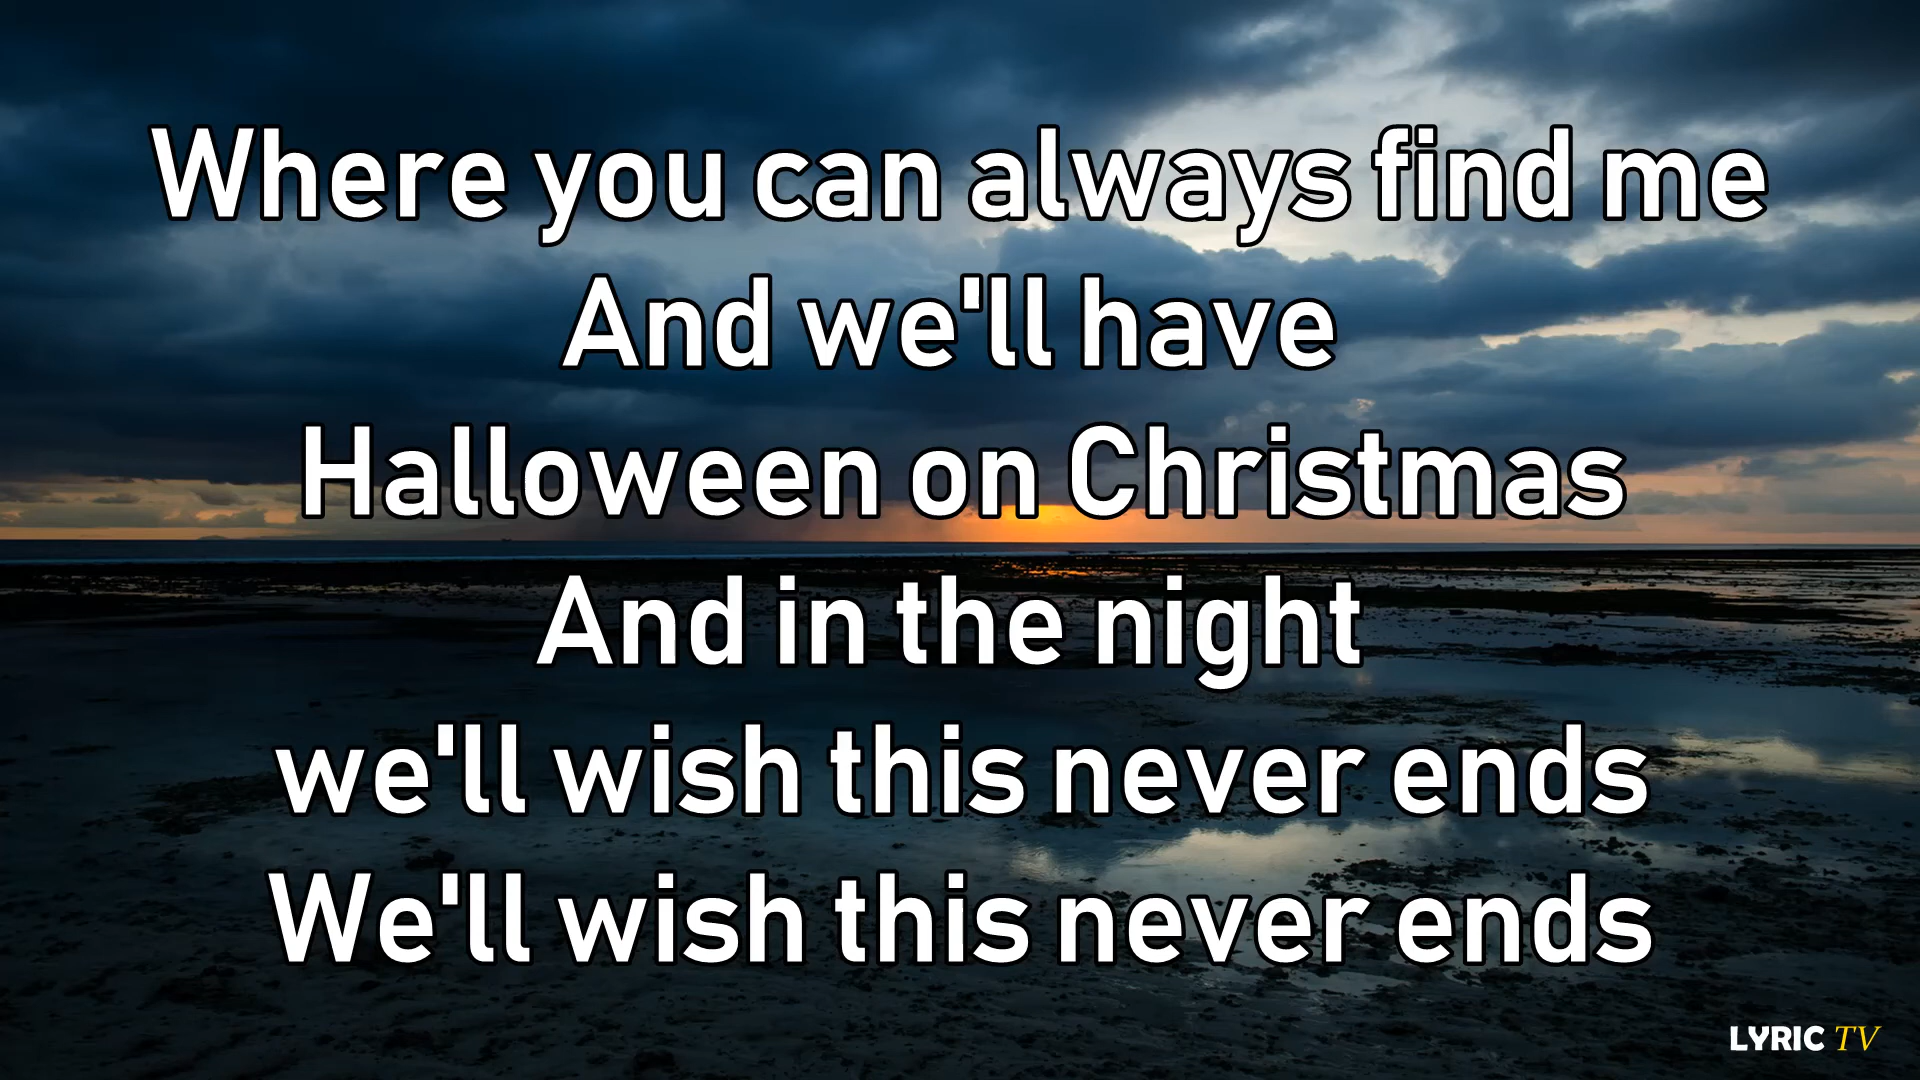 Where you can always find me
And we'll have
Halloween on Christmas
And in the night
we'll wish this never ends
We'll wish this never ends
LYRIC TV